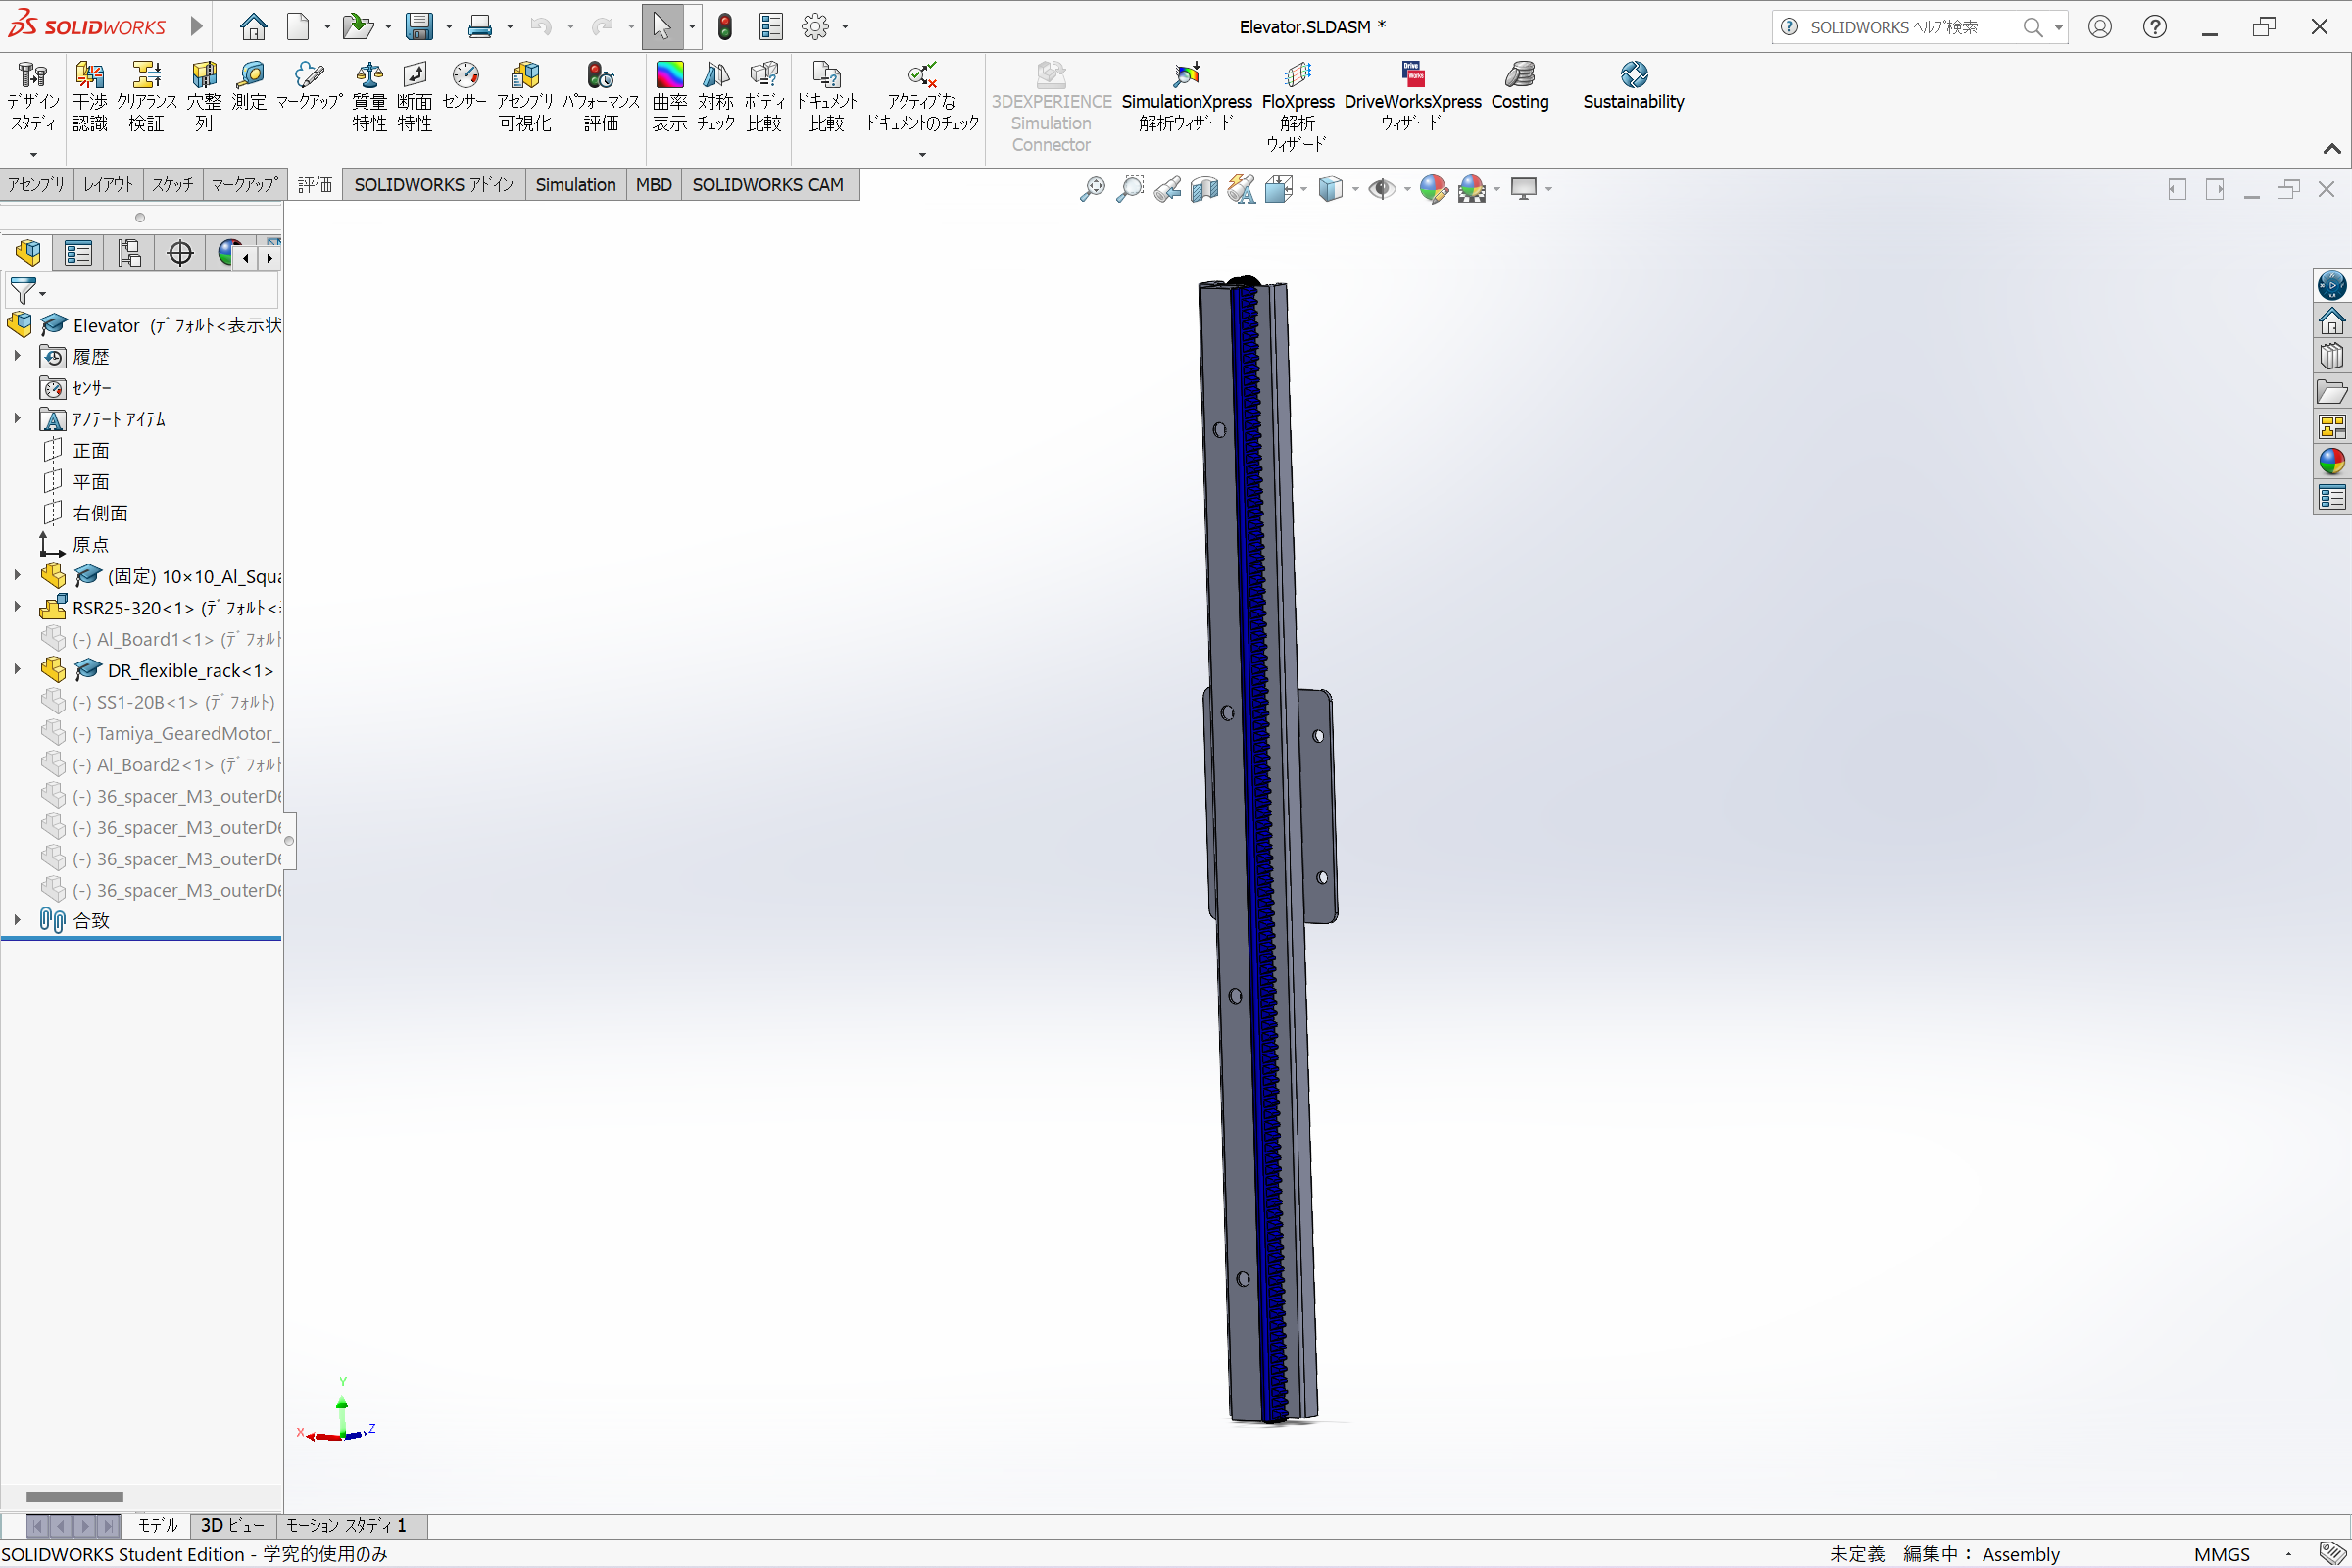 SOLIDWORKS
Elevator.SLDASM *
SOLIDWORKS ﾍﾙﾌﾟ検索
デザイン スタディ
干渉 認識
クリアランス 検証
穴整 列
測定
マークアップ
質量 特性
断面 特性
センサー
アセンブリ 可視化
パフォーマンス 評価
曲率 表示
対称 チェック
ボディ 比較
ドキュメント 比較
アクティブな ドキュメントのチェック
3DEXPERIENCE Simulation Connector
SimulationXpress 解析ウィザード
FloXpress 解析 ウィザード
DriveWorksXpress ウィザード
Costing
Sustainability
アセンブリ
レイアウト
スケッチ
マークアップ
評価
SOLIDWORKS アドイン
Simulation
MBD
SOLIDWORKS CAM
Elevator (ﾃﾞﾌｫﾙﾄ<表示状
履歴
センサー
アノテート アイテム
正面
平面
右側面
原点
(固定) 10×10_Al_Squa
RSR25-320<1> (ﾃﾞﾌｫﾙﾄ<
(-) Al_Board1<1> (ﾃﾞﾌｫﾙﾄ
DR_flexible_rack<1>
(-) SS1-20B<1> (ﾃﾞﾌｫﾙﾄ)
(-) Tamiya_GearedMotor_
(-) Al_Board2<1> (ﾃﾞﾌｫﾙﾄ
(-) 36_spacer_M3_outerD6
(-) 36_spacer_M3_outerD6
(-) 36_spacer_M3_outerD6
(-) 36_spacer_M3_outerD6
合致
Y
X
Z
モデル
3D ビュー
モーション スタディ 1
SOLIDWORKS Student Edition - 学究的使用のみ
未定義
編集中： Assembly
MMGS